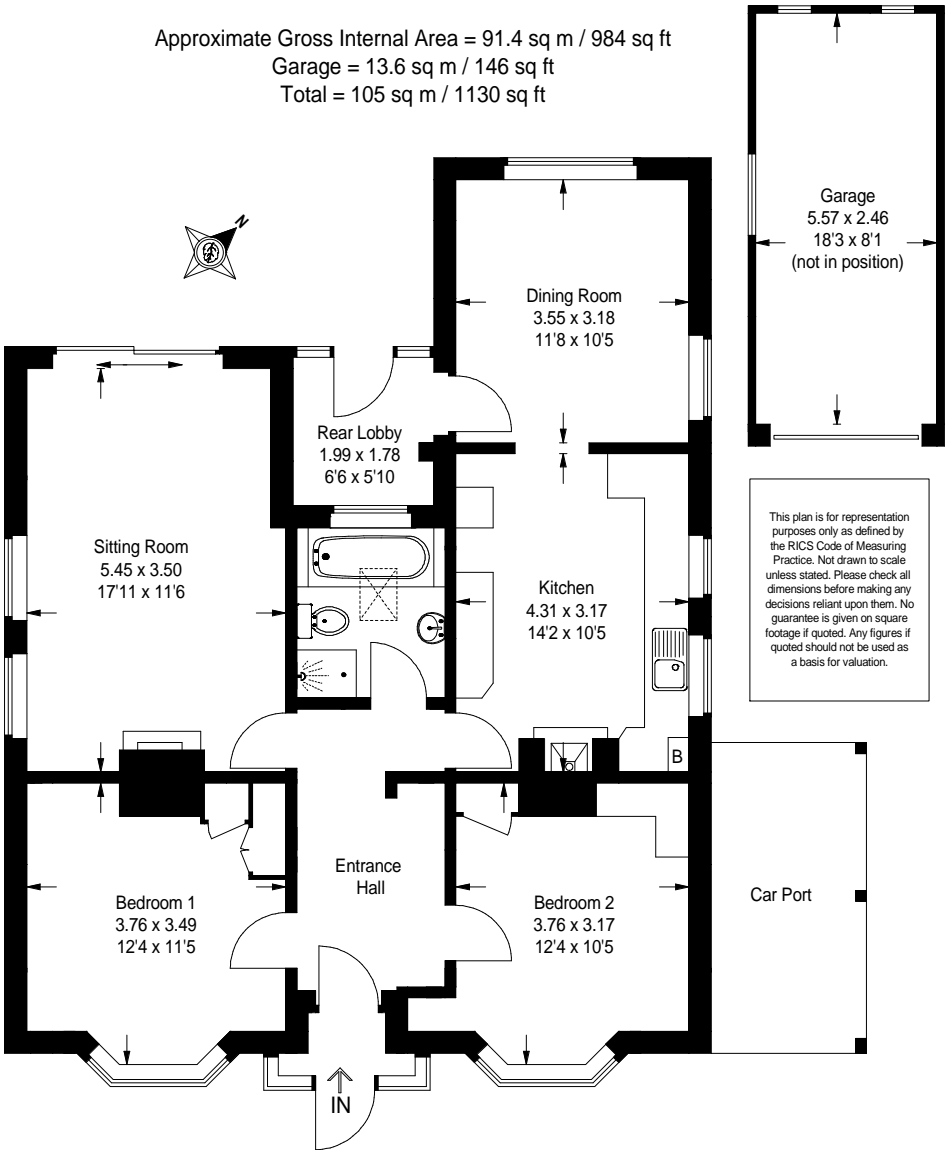 Approximate Gross Internal Area = 91.4 sq m / 984 sq ft
Garage = 13.6 sq m / 146 sq ft
Total = 105 sq m / 1130 sq ft
N
Garage
5.57 x 2.46
18'3 x 8'1
(not in position)
Dining Room
3.55 x 3.18
11'8 x 10'5
Rear Lobby
1.99 x 1.78
6'6 x 5'10
Sitting Room
5.45 x 3.50
17'11 x 11'6
Kitchen
4.31 x 3.17
14'2 x 10'5
This plan is for representation
purposes only as defined by
the RICS Code of Measuring
Practice. Not drawn to scale
unless stated. Please check all
dimensions before making any
decisions reliant upon them. No
guarantee is given on square
footage if quoted. Any figures if
quoted should not be used as
a basis for valuation.
B
Entrance
Hall
Bedroom 1
3.76 x 3.49
12'4 x 11'5
Bedroom 2
3.76 x 3.17
12'4 x 10'5
Car Port
IN